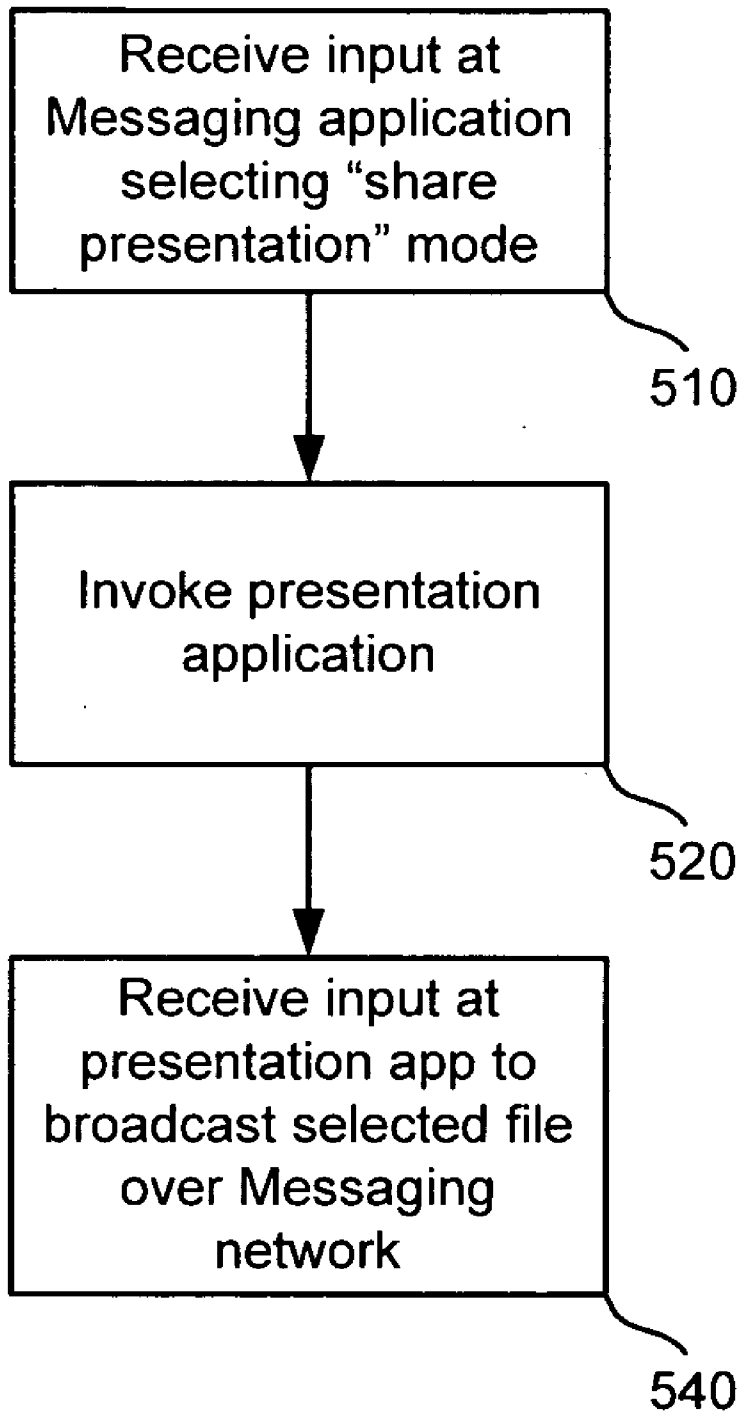 Receive input at
Messaging application
selecting “share
presentation” mode
510
Invoke presentation
application
520
Receive input at
presentation app to
broadcast selected file
over Messaging
network
540